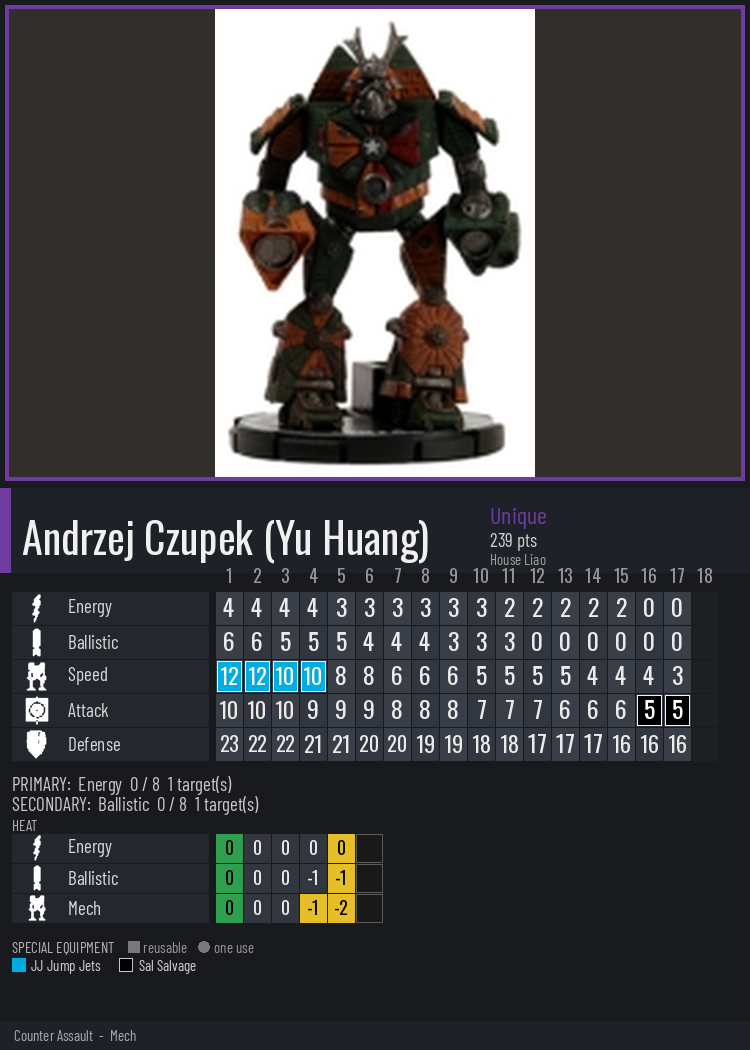 Andrzej Czupek (Yu Huang)
Unique
239 pts
House Liao
1 2 3 4 5 6 7 8 9 10 11 12 13 14 15 16 17 18
Energy 4 4 4 4 3 3 3 3 3 3 2 2 2 2 2 0 0
Ballistic 6 6 5 5 5 4 4 4 3 3 3 0 0 0 0 0 0
Speed 12 12 10 10 8 8 6 6 6 5 5 5 5 4 4 4 3
Attack 10 10 10 9 9 9 8 8 8 7 7 7 6 6 6 5 5
Defense 23 22 22 21 21 20 20 19 19 18 18 17 17 17 16 16 16
PRIMARY: Energy 0 / 8 1 target(s)
SECONDARY: Ballistic 0 / 8 1 target(s)
HEAT
Energy 0 0 0 0 0
Ballistic 0 0 0 -1 -1
Mech 0 0 0 -1 -2
SPECIAL EQUIPMENT reusable one use
JJ Jump Jets Sal Salvage
Counter Assault - Mech